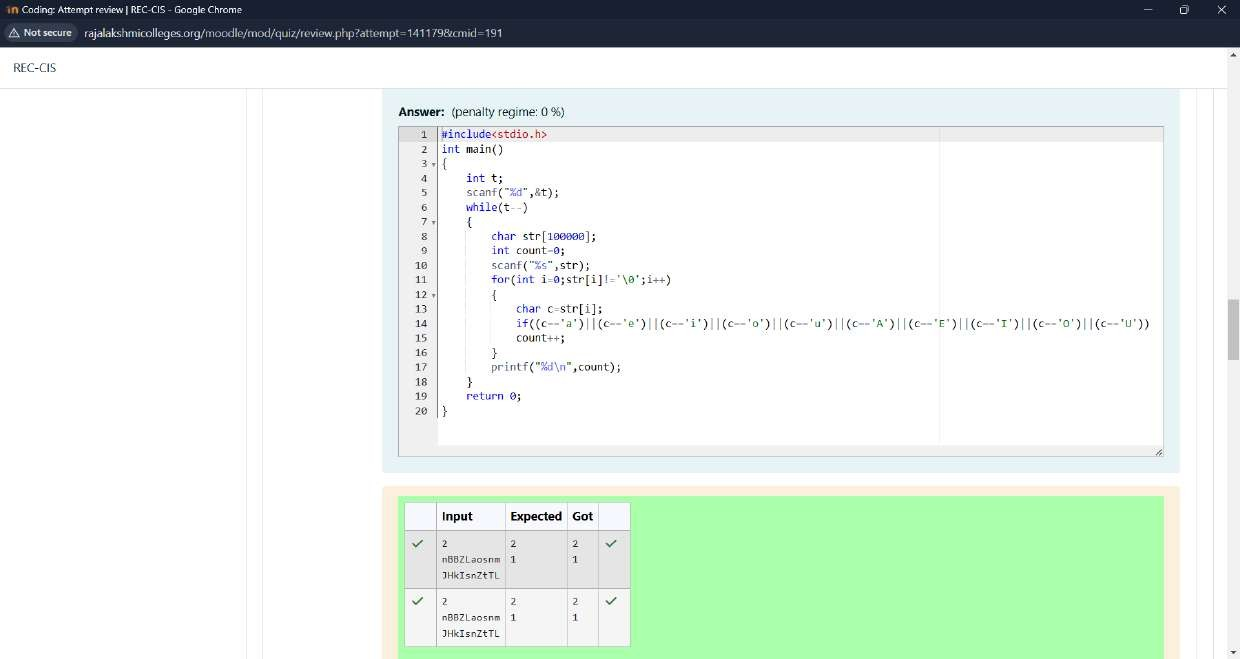 Coding: Attempt review | REC-CIS - Google Chrome
Not secure rajalakshmicolleges.org/moodle/mod/quiz/review.php?attempt=141179&cmid=191
REC-CIS
Answer: (penalty regime: 0 %)
1 #include<stdio.h>
2 int main()
3 {
4 int t;
5 scanf("%d",&t);
6 while(t--)
7 {
8 char str[100000];
9 int count=0;
10 scanf("%s",str);
11 for(int i=0;str[i]!='\0';i++)
12 {
13 char c=str[i];
14 if((c=='a')||(c=='e')||(c=='i')||(c=='o')||(c=='u')||(c=='A')||(c=='E')||(c=='I')||(c=='O')||(c=='U'))
15 count++;
16 }
17 printf("%d\n",count);
18 }
19 return 0;
20 }
Input Expected Got
2 2 2
nBBZLaosnm 1 1
JHkIsnZtTL
2 2 2
nBBZLaosnm 1 1
JHkIsnZtTL